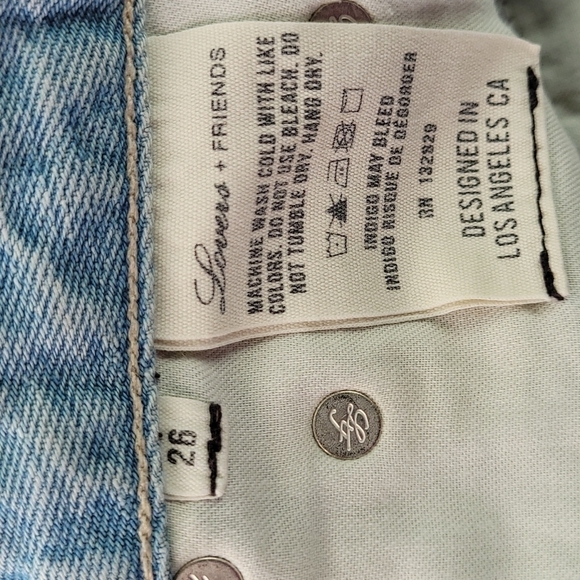 Lovers + FRIENDS
MACHINE WASH COLD WITH LIKE
COLORS. DO NOT USE BLEACH. DO
NOT TUMBLE DRY. HANG DRY.
INDIGO MAY BLEED
INDIGO RISQUE DE DEGORGER
RN 132829
DESIGNED IN
LOS ANGELES CA
26